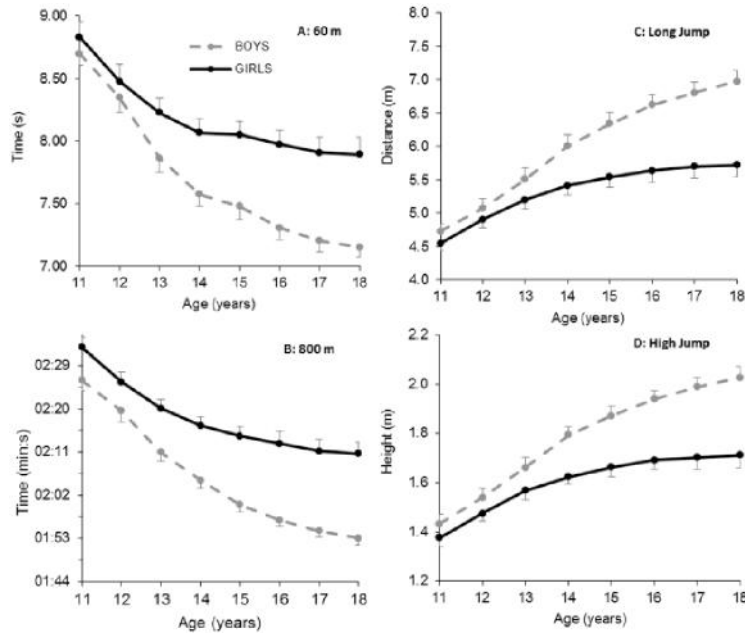 A: 60 m
BOYS
GIRLS
Time (s)
9.00
8.50
8.00
7.50
7.00
11 12 13 14 15 16 17 18
Age (years)
C: Long Jump
Distance (m)
8.0
7.0
6.0
5.5
5.0
4.5
4.0
11 12 13 14 15 16 17 18
Age (years)
B: 800 m
Time (min:s)
02:29
02:20
02:11
02:02
01:53
01:44
11 12 13 14 15 16 17 18
Age (years)
D: High Jump
Height (m)
2.2
2.0
1.8
1.6
1.4
1.2
11 12 13 14 15 16 17 18
Age (years)